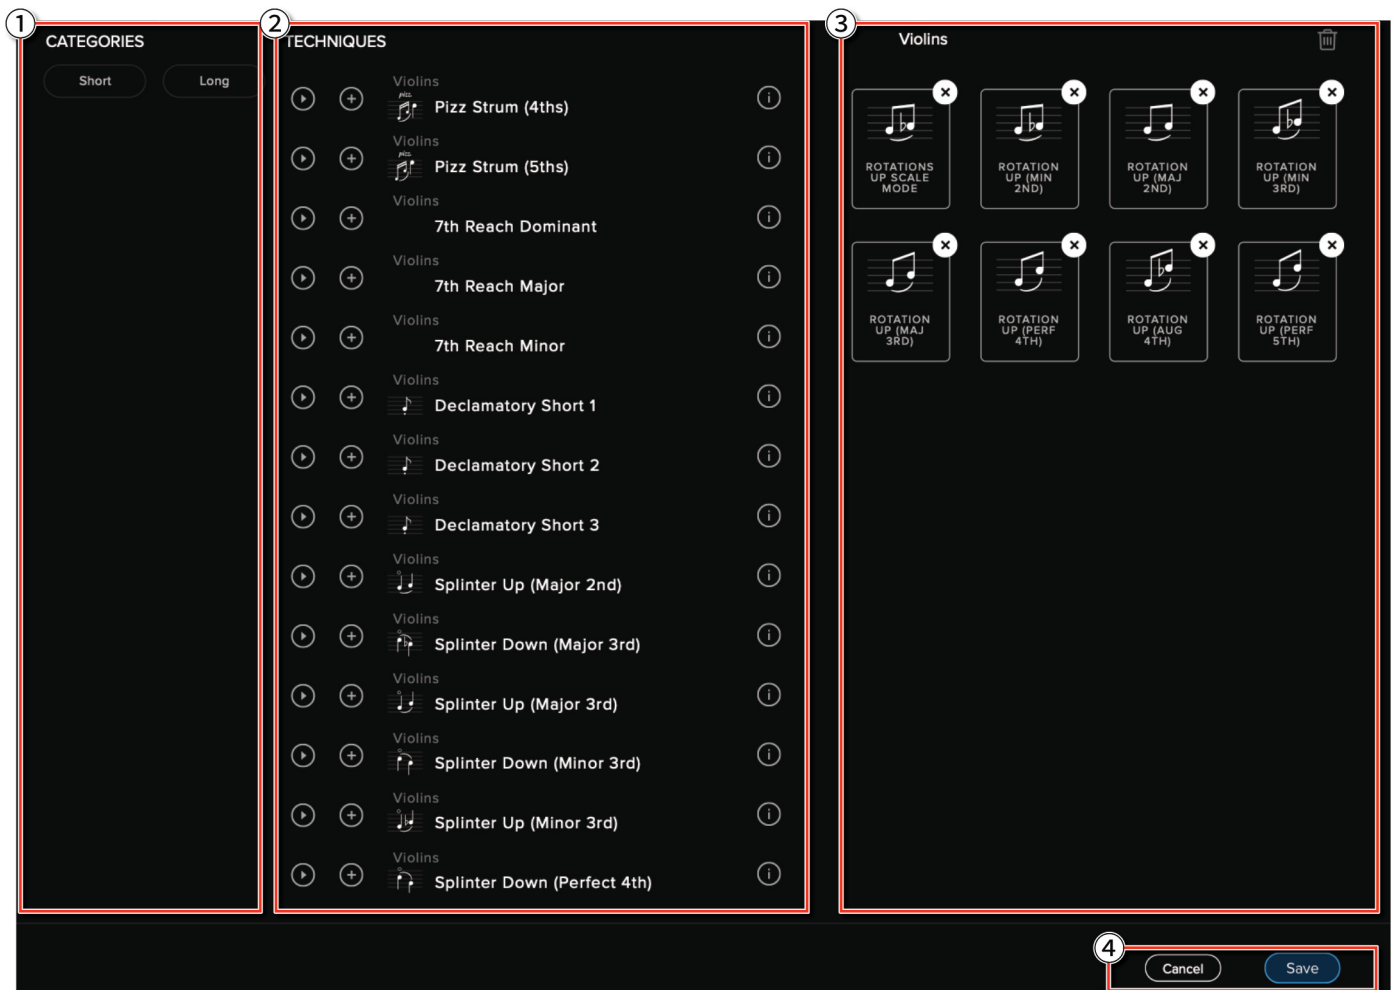 1
CATEGORIES
Short
Long
2
TECHNIQUES
Violins
pizz
Pizz Strum (4ths)
Violins
pizz
Pizz Strum (5ths)
Violins
7th Reach Dominant
Violins
7th Reach Major
Violins
7th Reach Minor
Violins
Declamatory Short 1
Violins
Declamatory Short 2
Violins
Declamatory Short 3
Violins
Splinter Up (Major 2nd)
Violins
Splinter Down (Major 3rd)
Violins
Splinter Up (Major 3rd)
Violins
Splinter Down (Minor 3rd)
Violins
Splinter Up (Minor 3rd)
Violins
Splinter Down (Perfect 4th)
3
Violins
ROTATIONS
UP SCALE
MODE
ROTATION
UP (MIN
2ND)
ROTATION
UP (MAJ
2ND)
ROTATION
UP (MIN
3RD)
ROTATION
UP (MAJ
3RD)
ROTATION
UP (PERF
4TH)
ROTATION
UP (AUG
4TH)
ROTATION
UP (PERF
5TH)
4
Cancel
Save